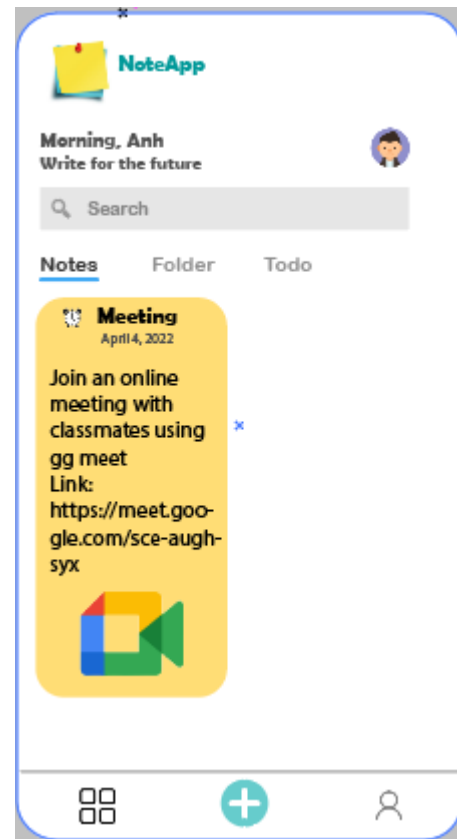 NoteApp
Morning, Anh
Write for the future
Search
Notes Folder Todo
Meeting
April 4, 2022
Join an online
meeting with
classmates using
gg meet
Link:
https://meet.goo-
gle.com/sce-augh-
syx